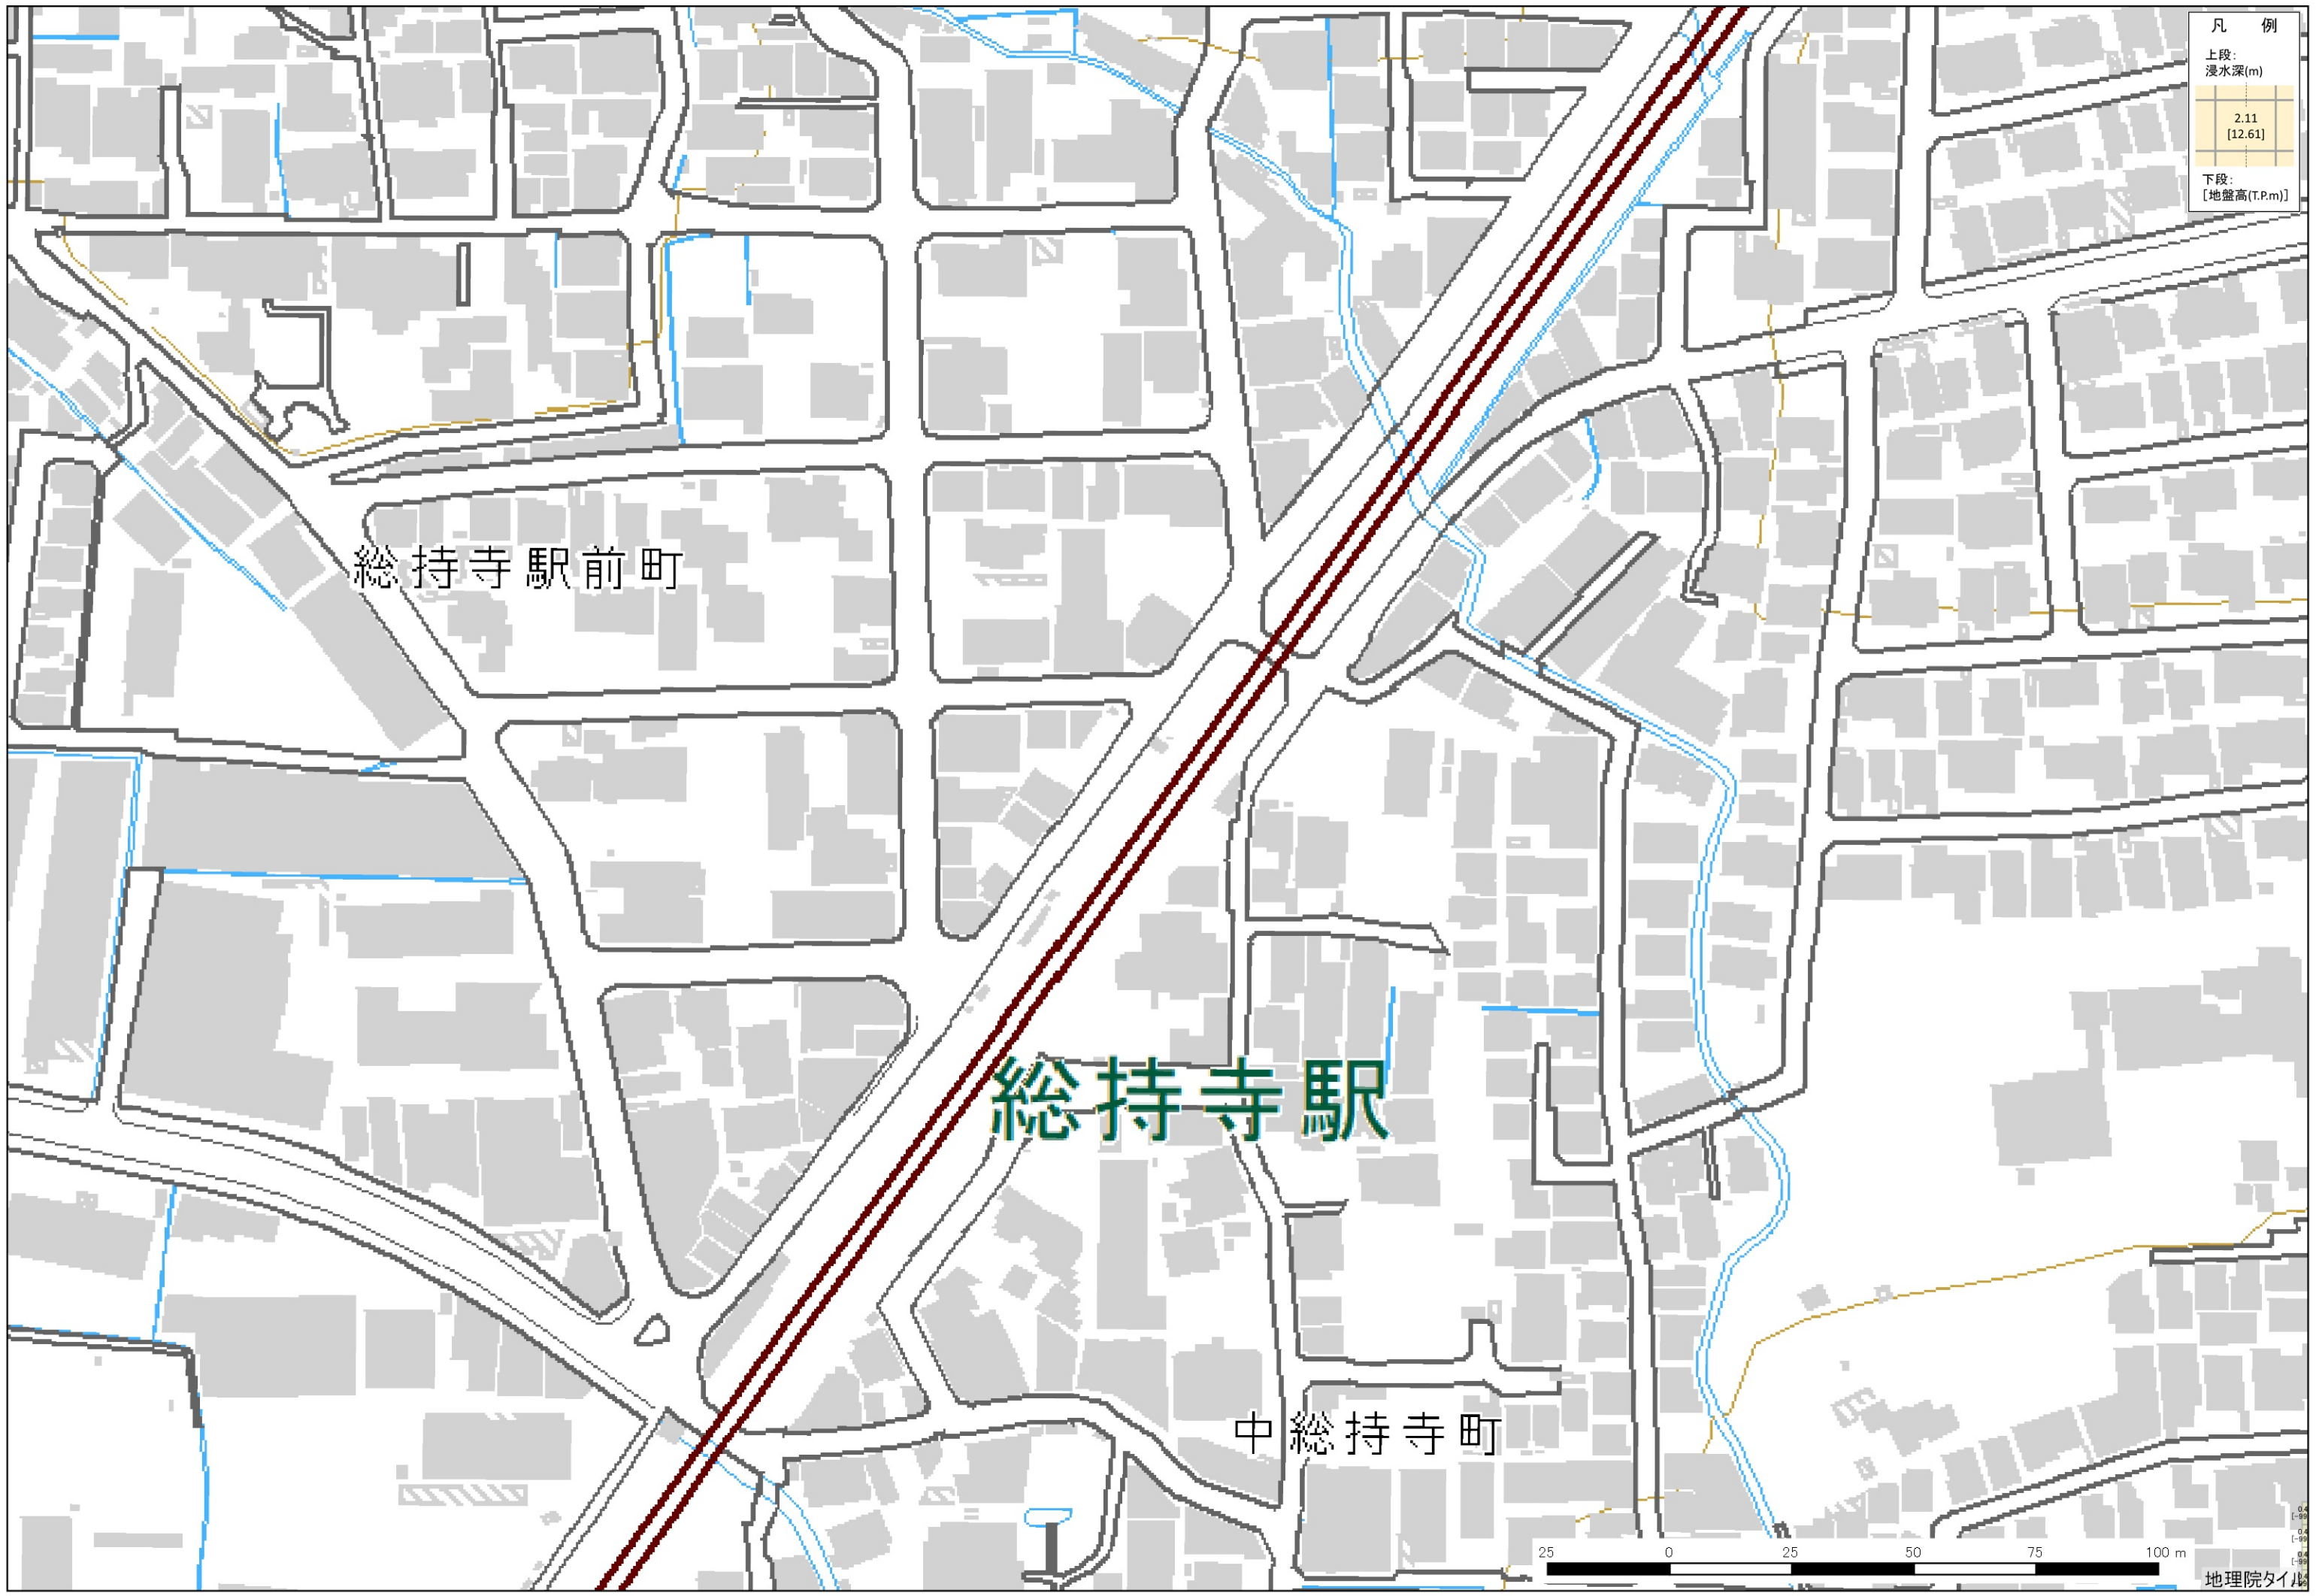 凡 例
上段:
浸水深(m)
2.11
[12.61]
下段:
[地盤高(T.P.m)]
総持寺駅前町
総持寺駅
中総持寺町
25 0 25 50 75 100 m
地理院タイル